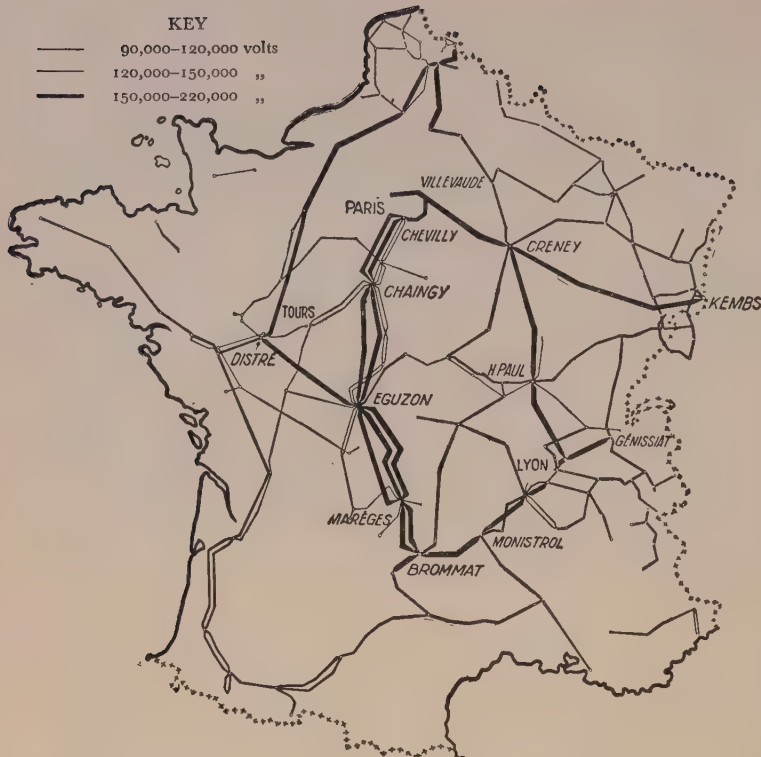 KEY
90,000–120,000 volts
120,000–150,000 „
150,000–220,000 „
VILLEVAUDÉ
PARIS
CHEVILLY
CRENEY
CHAINGY
KEMBS
TOURS
DISTRÉ
H PAUL
EGUZON
GÉNISSIAT
LYON
MARÈGES
MONISTROL
BROMMAT